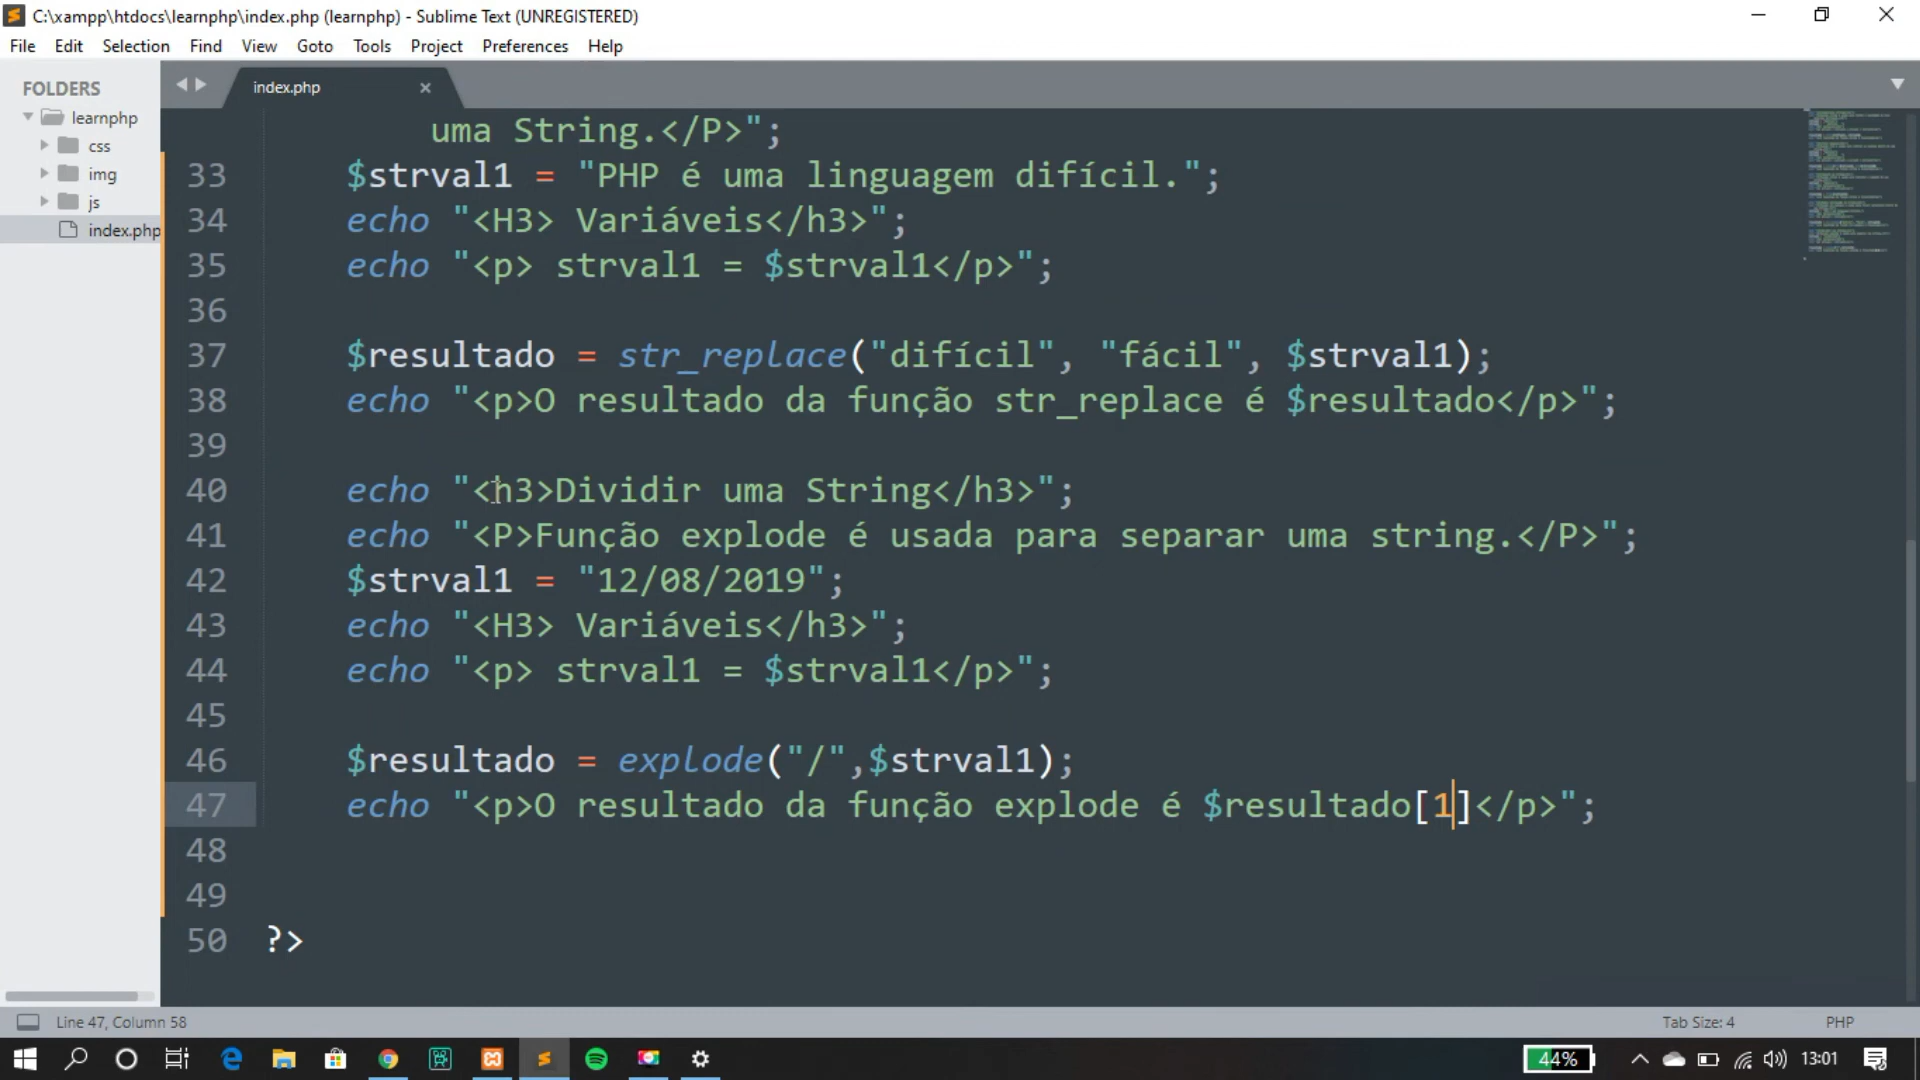 C:\xampp\htdocs\learnphp\index.php (learnphp) - Sublime Text (UNREGISTERED)
File Edit Selection Find View Goto Tools Project Preferences Help
FOLDERS
learnphp
css
img
js
index.php
index.php
uma String.</P>";
33 $strval1 = "PHP é uma linguagem difícil.";
34 echo "<H3> Variáveis</h3>";
35 echo "<p> strval1 = $strval1</p>";
36
37 $resultado = str_replace("difícil", "fácil", $strval1);
38 echo "<p>O resultado da função str_replace é $resultado</p>";
39
40 echo "<h3>Dividir uma String</h3>";
41 echo "<P>Função explode é usada para separar uma string.</P>";
42 $strval1 = "12/08/2019";
43 echo "<H3> Variáveis</h3>";
44 echo "<p> strval1 = $strval1</p>";
45
46 $resultado = explode("/",$strval1);
47 echo "<p>O resultado da função explode é $resultado[1]</p>";
48
49
50 ?>
Line 47, Column 58 Tab Size: 4 PHP
44% 13:01